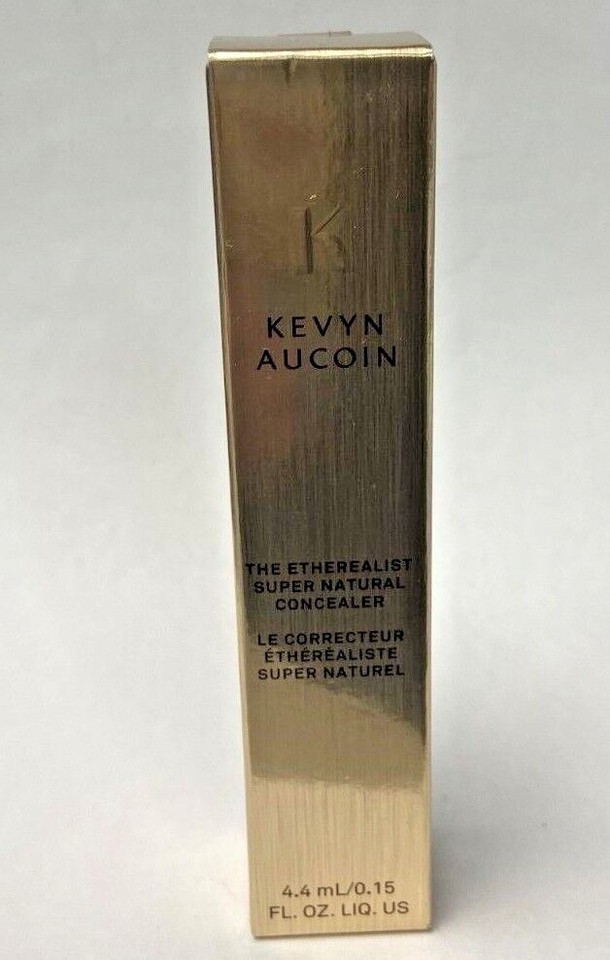 K
KEVYN
AUCOIN
THE ETHEREALIST
SUPER NATURAL
CONCEALER
LE CORRECTEUR
ÉTHÉRÉALISTE
SUPER NATUREL
4.4 mL/0.15
FL. OZ. LIQ. US